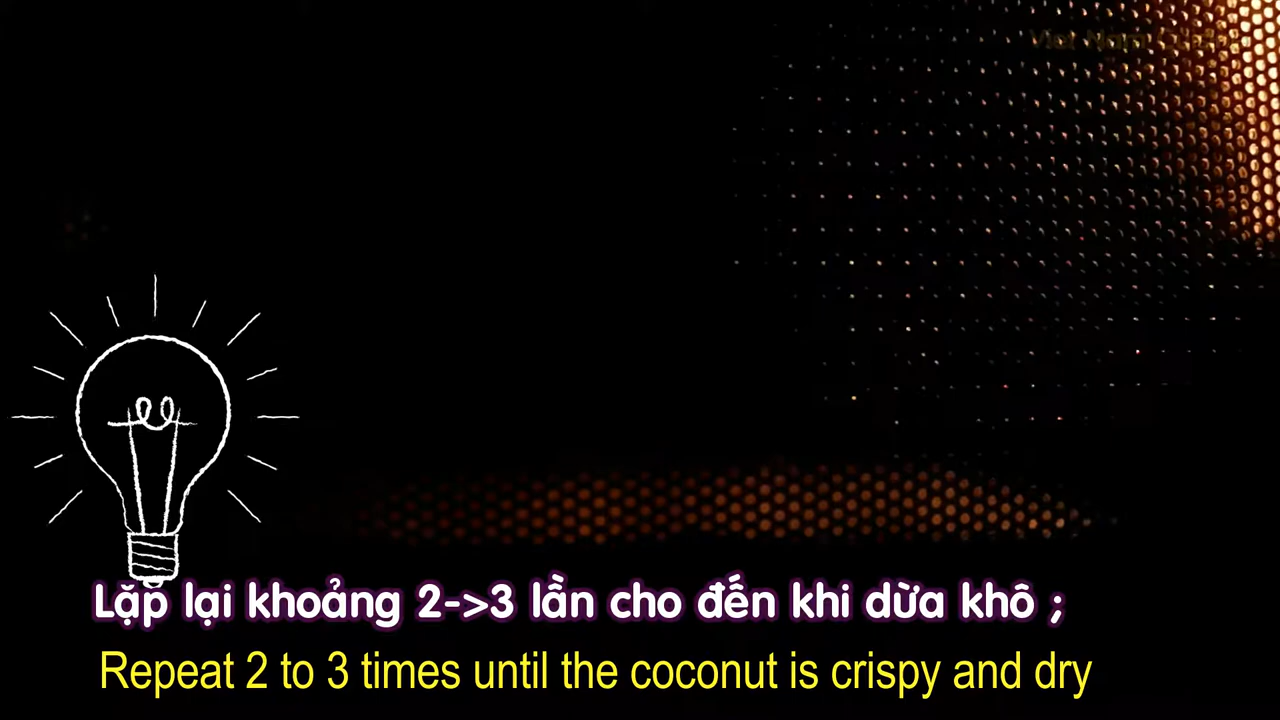 Lặp lại khoảng 2->3 lần cho đến khi dừa khô ;
Repeat 2 to 3 times until the coconut is crispy and dry